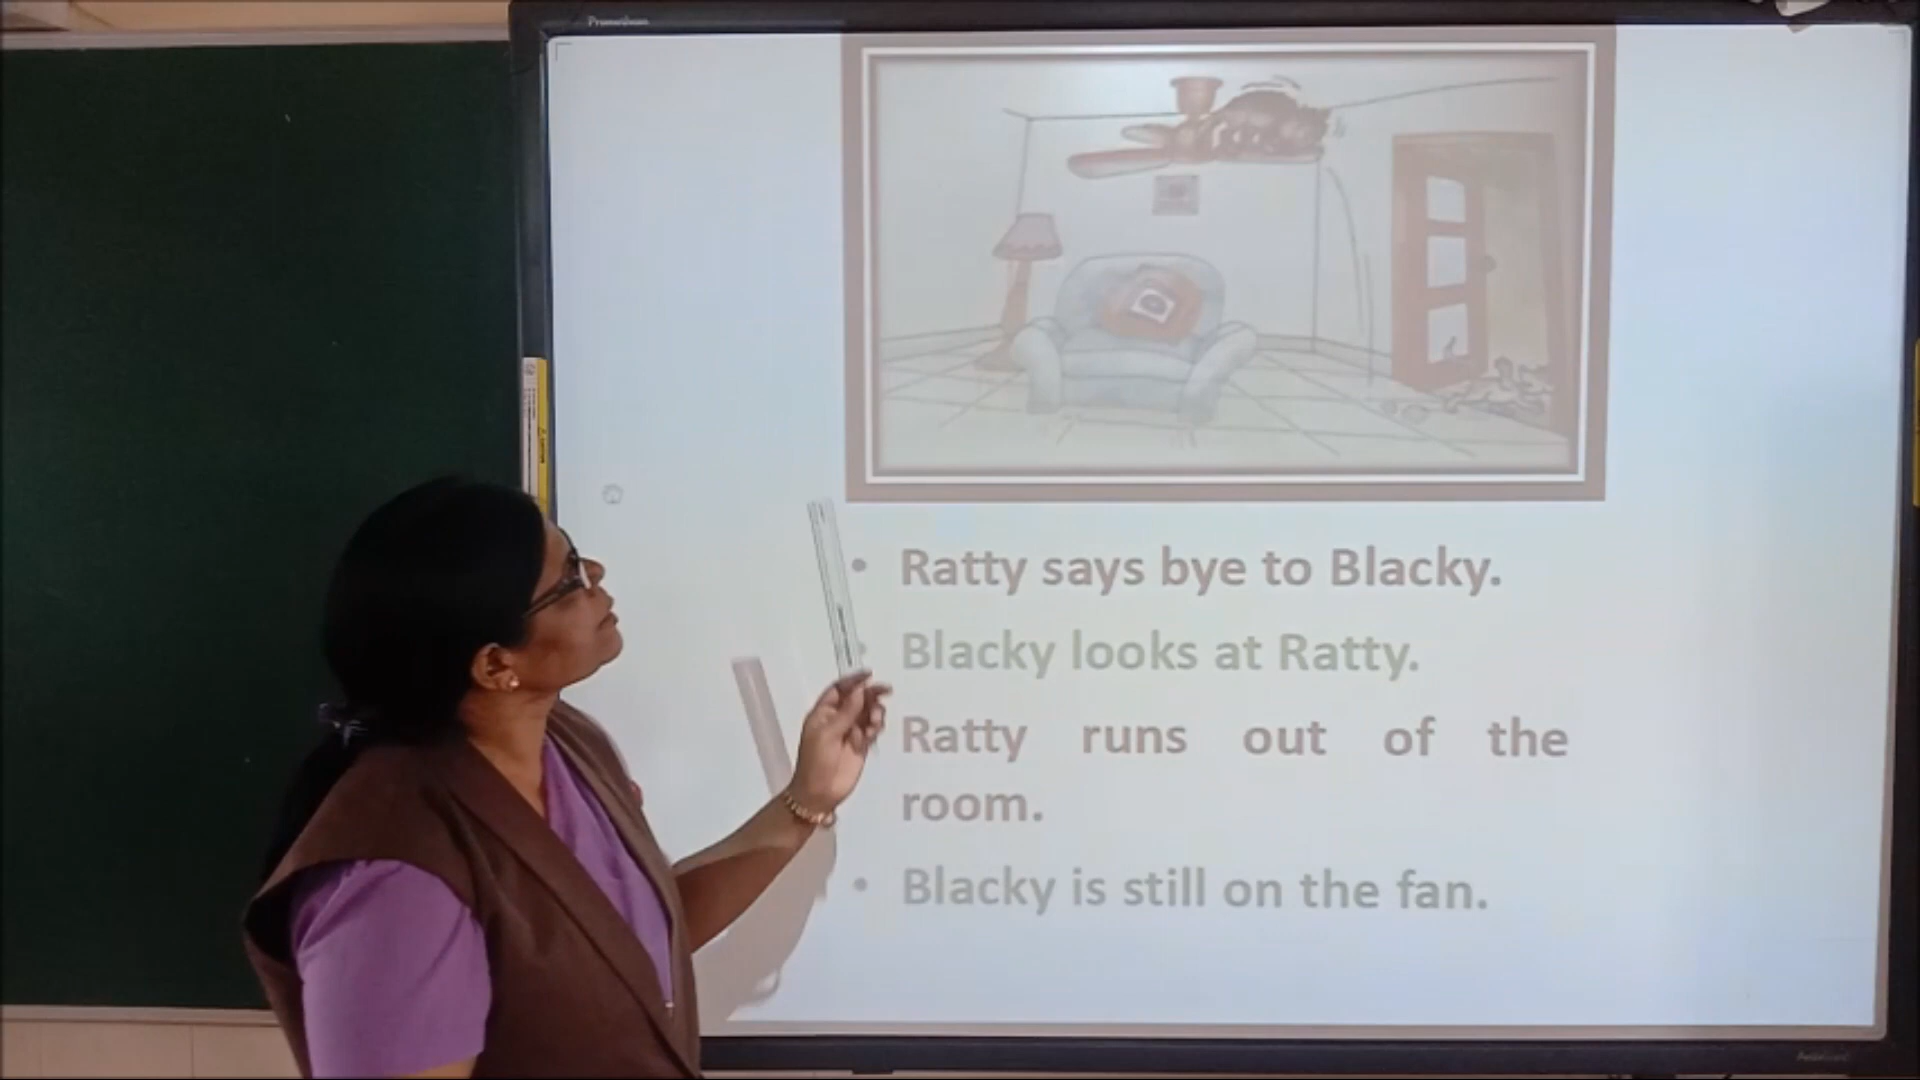 Promethean
• Ratty says bye to Blacky.
Blacky looks at Ratty.
Ratty runs out of the
room.
• Blacky is still on the fan.